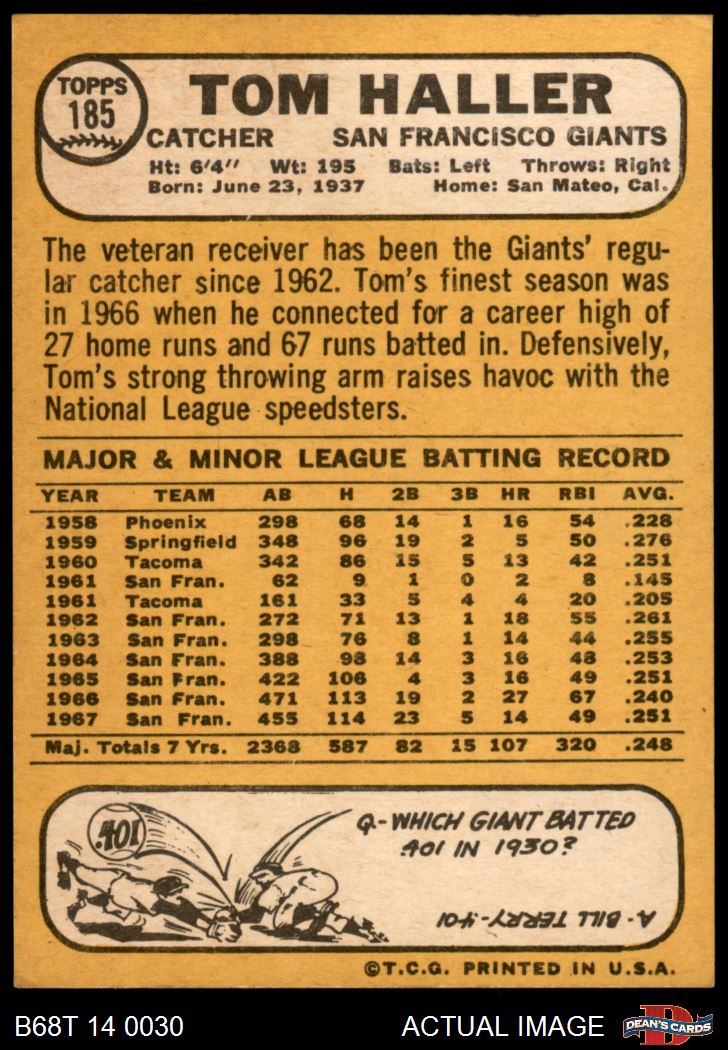 TOPPS
185
TOM HALLER
CATCHER SAN FRANCISCO GIANTS
Ht: 6'4" Wt: 195 Bats: Left Throws: Right
Born: June 23, 1937 Home: San Mateo, Cal.
The veteran receiver has been the Giants' regu-
lar catcher since 1962. Tom's finest season was
in 1966 when he connected for a career high of
27 home runs and 67 runs batted in. Defensively,
Tom's strong throwing arm raises havoc with the
National League speedsters.
MAJOR & MINOR LEAGUE BATTING RECORD
YEAR TEAM AB H 2B 3B HR RBI AVG.
1958 Phoenix 298 68 14 1 16 54 .228
1959 Springfield 348 96 19 2 5 50 .276
1960 Tacoma 342 86 15 5 13 42 .251
1961 San Fran. 62 9 1 0 2 8 .145
1961 Tacoma 161 33 5 4 4 20 .205
1962 San Fran. 272 71 13 1 18 55 .261
1963 San Fran. 298 76 8 1 14 44 .255
1964 San Fran. 388 98 14 3 16 48 .253
1965 San Fran. 422 106 4 3 16 49 .251
1966 San Fran. 471 113 19 2 27 67 .240
1967 San Fran. 455 114 23 5 14 49 .251
Maj. Totals 7 Yrs. 2368 587 82 15 107 320 .248
.401
Q-WHICH GIANT BATTED
.401 IN 1930?
A-BILL TERRY-.401
©T.C.G. PRINTED IN U.S.A.
B68T 14 0030 ACTUAL IMAGE
D
DEAN'S CARDS